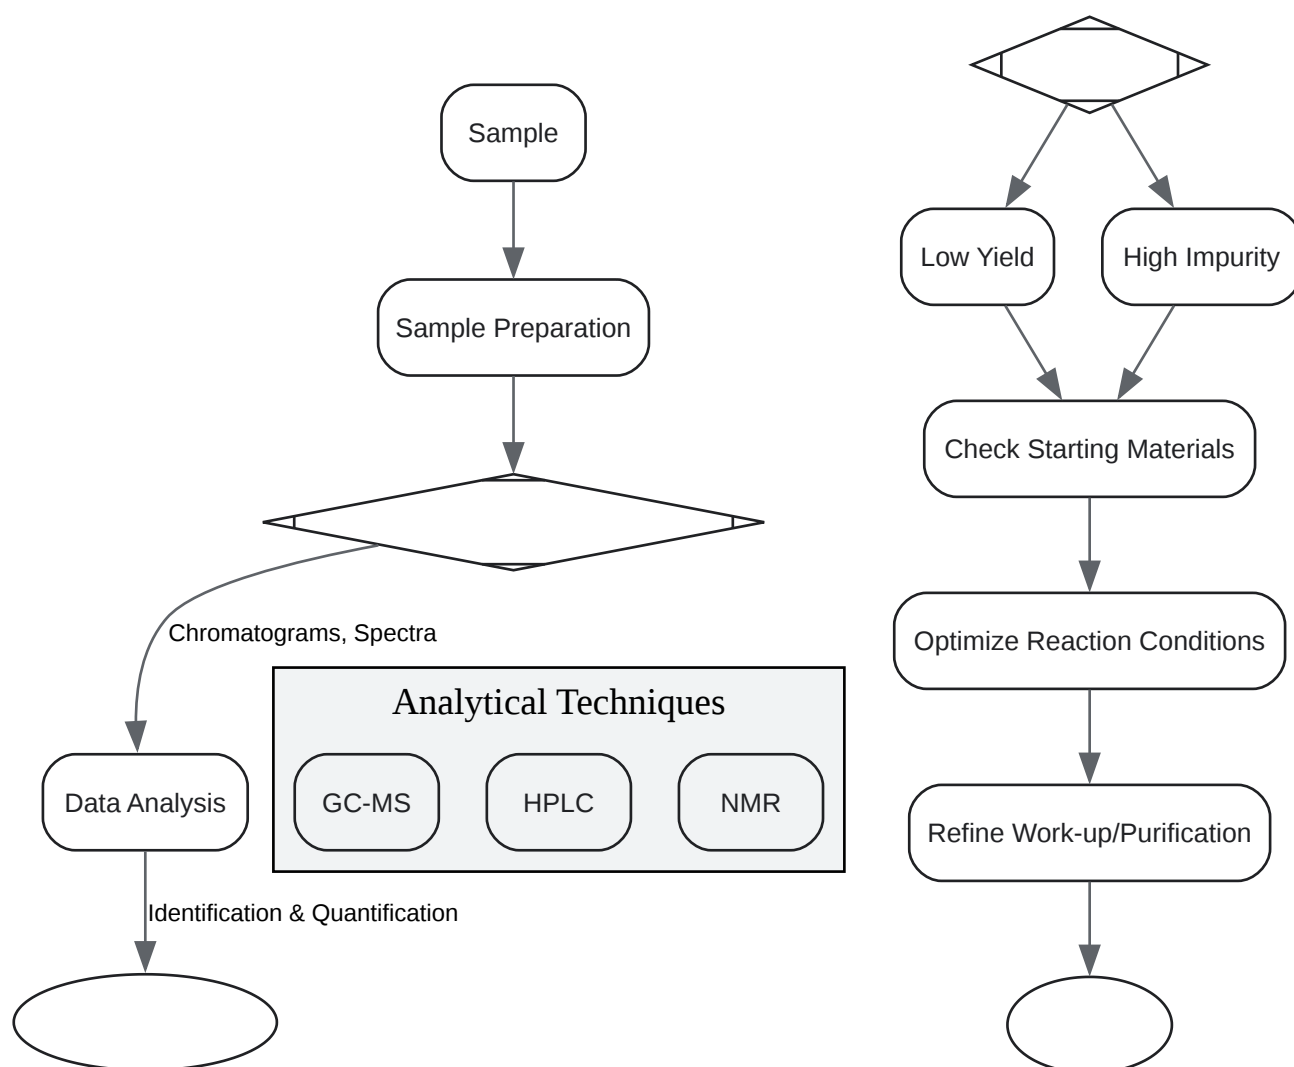 Sample
Sample Preparation
Chromatograms, Spectra
Analytical Techniques
Data Analysis
GC-MS
HPLC
NMR
Identification & Quantification
Low Yield
High Impurity
Check Starting Materials
Optimize Reaction Conditions
Refine Work-up/Purification